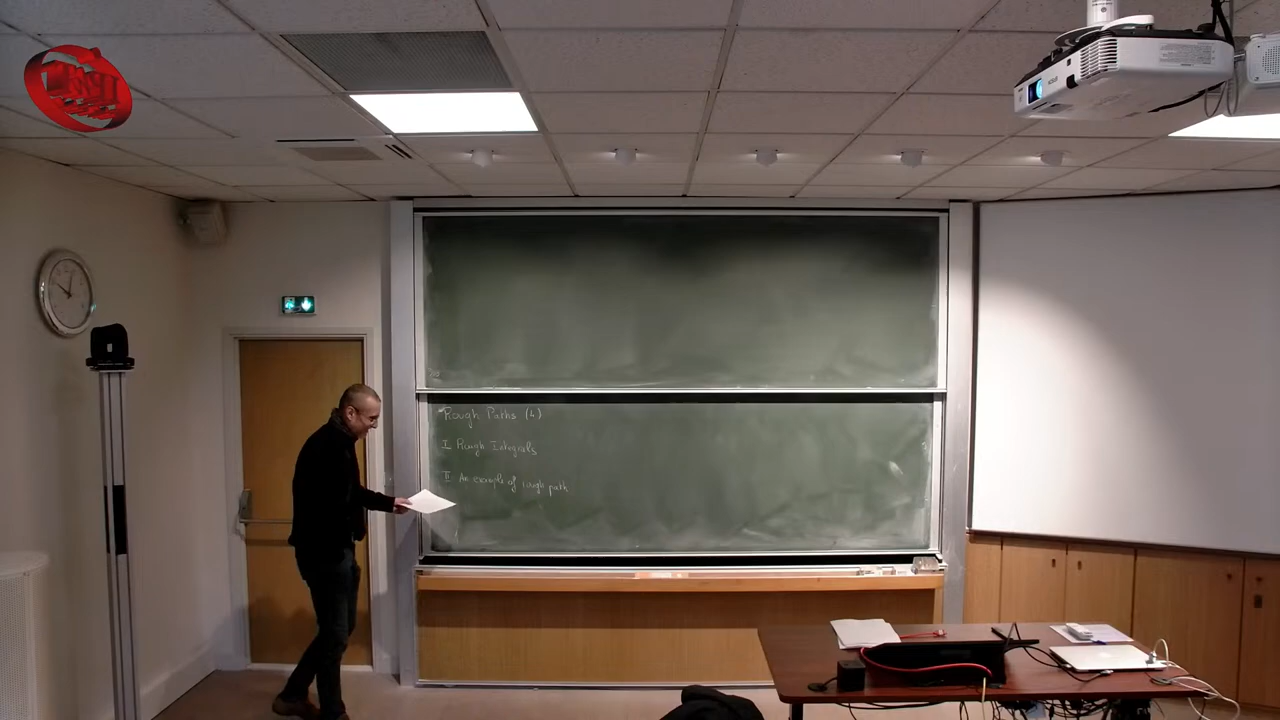 Rough Paths (4)
I Rough Integrals
II An example of rough path